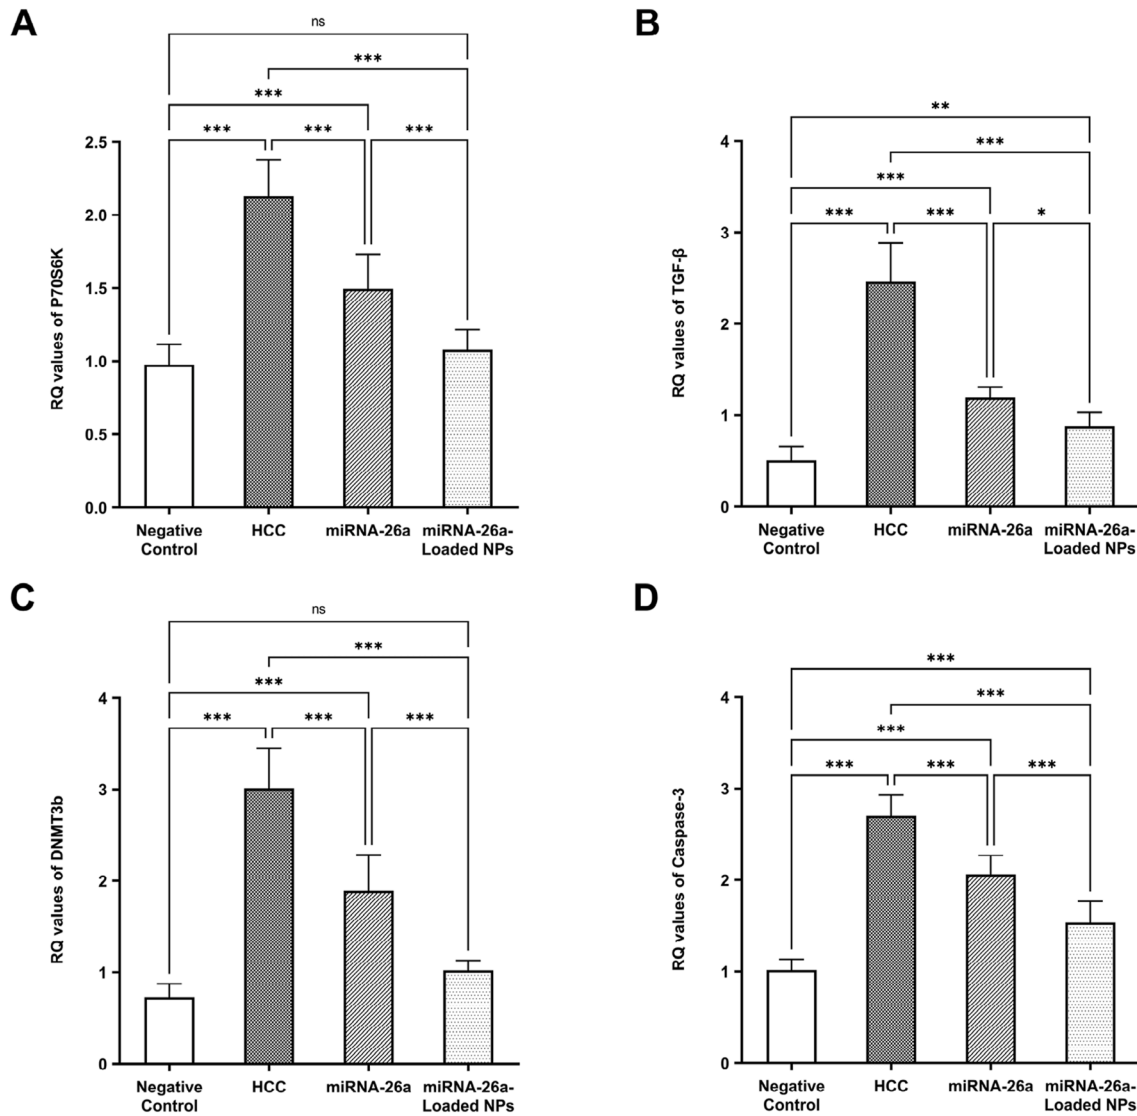 A
ns
***
***
***
***
***
RQ values of P70S6K
2.5
2.0
1.5
1.0
0.5
0.0
Negative
Control
HCC
miRNA-26a
miRNA-26a-
Loaded NPs
B
**
***
***
***
***
*
RQ values of TGF-β
4
3
2
1
0
Negative
Control
HCC
miRNA-26a
miRNA-26a-
Loaded NPs
C
ns
***
***
***
***
***
RQ values of DNMT3b
4
3
2
1
0
Negative
Control
HCC
miRNA-26a
miRNA-26a-
Loaded NPs
D
***
***
***
***
***
***
RQ values of Caspase-3
4
3
2
1
0
Negative
Control
HCC
miRNA-26a
miRNA-26a-
Loaded NPs